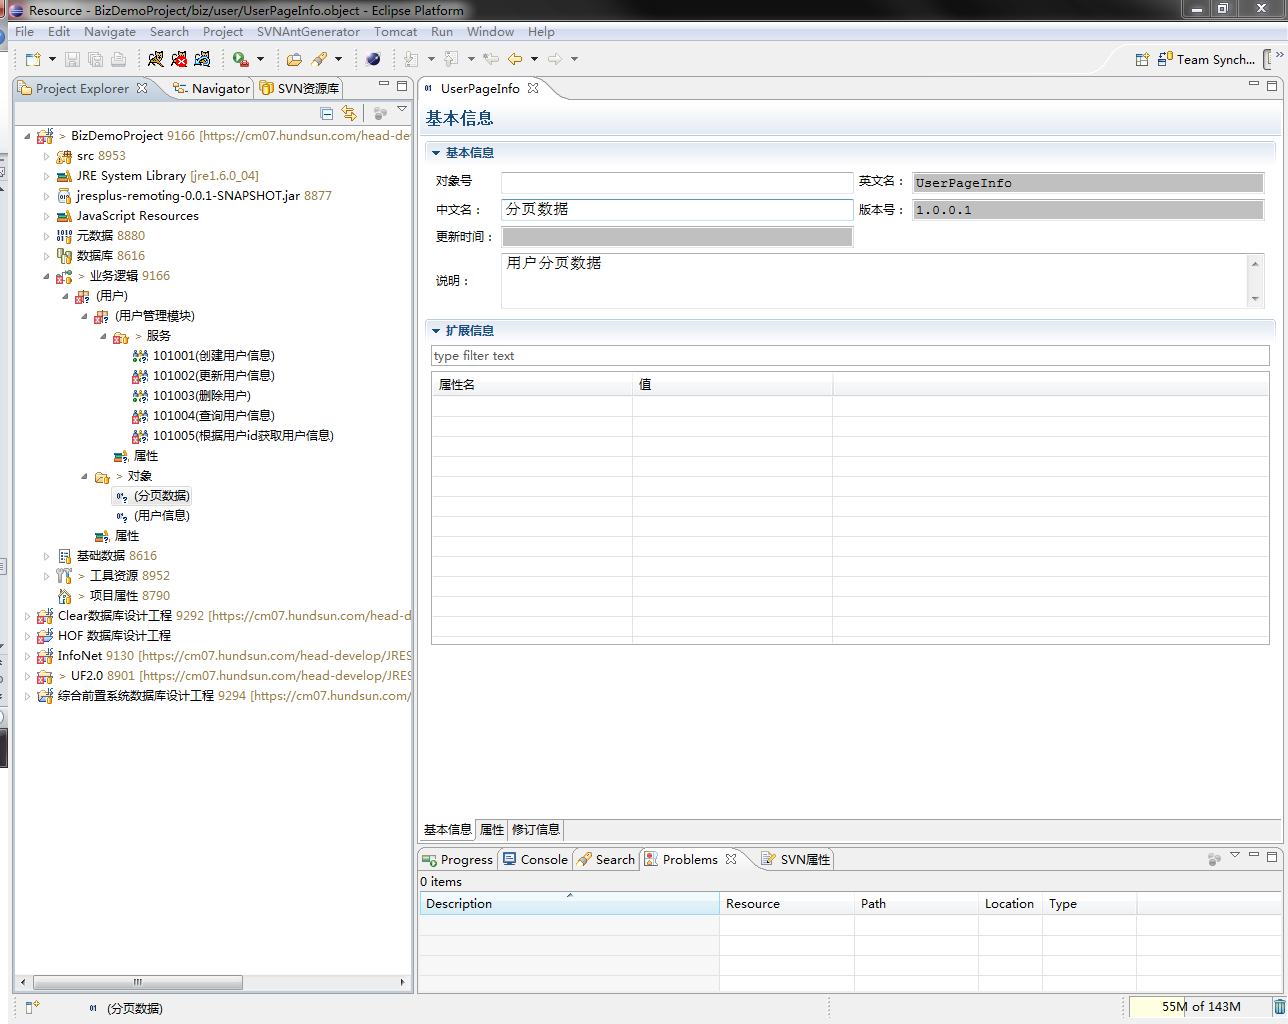 Resource - BizDemoProject/biz/user/UserPageInfo.object - Eclipse Platform
File Edit Navigate Search Project SVNAntGenerator Tomcat Run Window Help
Team Synch...
Project Explorer Navigator SVN资源库
> BizDemoProject 9166 [https://cm07.hundsun.com/head-de
src 8953
JRE System Library [jre1.6.0_04]
jresplus-remoting-0.0.1-SNAPSHOT.jar 8877
JavaScript Resources
元数据 8880
数据库 8616
> 业务逻辑 9166
(用户)
(用户管理模块)
> 服务
101001(创建用户信息)
101002(更新用户信息)
101003(删除用户)
101004(查询用户信息)
101005(根据用户id获取用户信息)
属性
> 对象
(分页数据)
(用户信息)
属性
基础数据 8616
> 工具资源 8952
> 项目属性 8790
Clear数据库设计工程 9292 [https://cm07.hundsun.com/head-d
HOF 数据库设计工程
InfoNet 9130 [https://cm07.hundsun.com/head-develop/JRES
> UF2.0 8901 [https://cm07.hundsun.com/head-develop/JRES
综合前置系统数据库设计工程 9294 [https://cm07.hundsun.com/
UserPageInfo
基本信息
基本信息
对象号 英文名： UserPageInfo
中文名： 分页数据 版本号： 1.0.0.1
更新时间：
说明： 用户分页数据
扩展信息
type filter text
属性名 值
基本信息 属性 修订信息
Progress Console Search Problems SVN属性
0 items
Description Resource Path Location Type
(分页数据) 55M of 143M